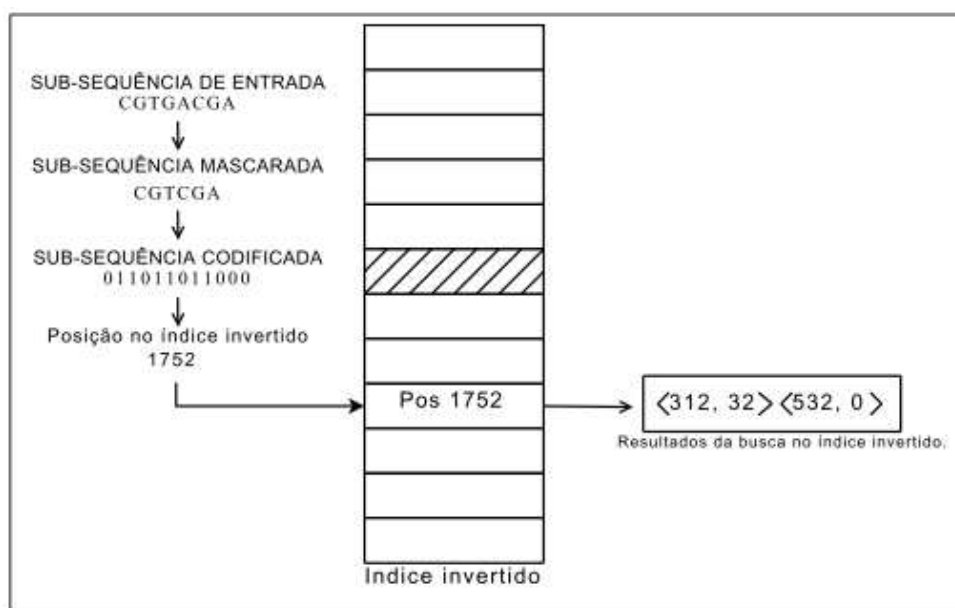 SUB-SEQUÊNCIA DE ENTRADA
CGTGACGA
SUB-SEQUÊNCIA MASCARADA
CGTCGA
SUB-SEQUÊNCIA CODIFICADA
011011011000
Posição no índice invertido
1752
Pos 1752
<312, 32> <532, 0>
Resultados da busca no índice invertido.
Indice invertido